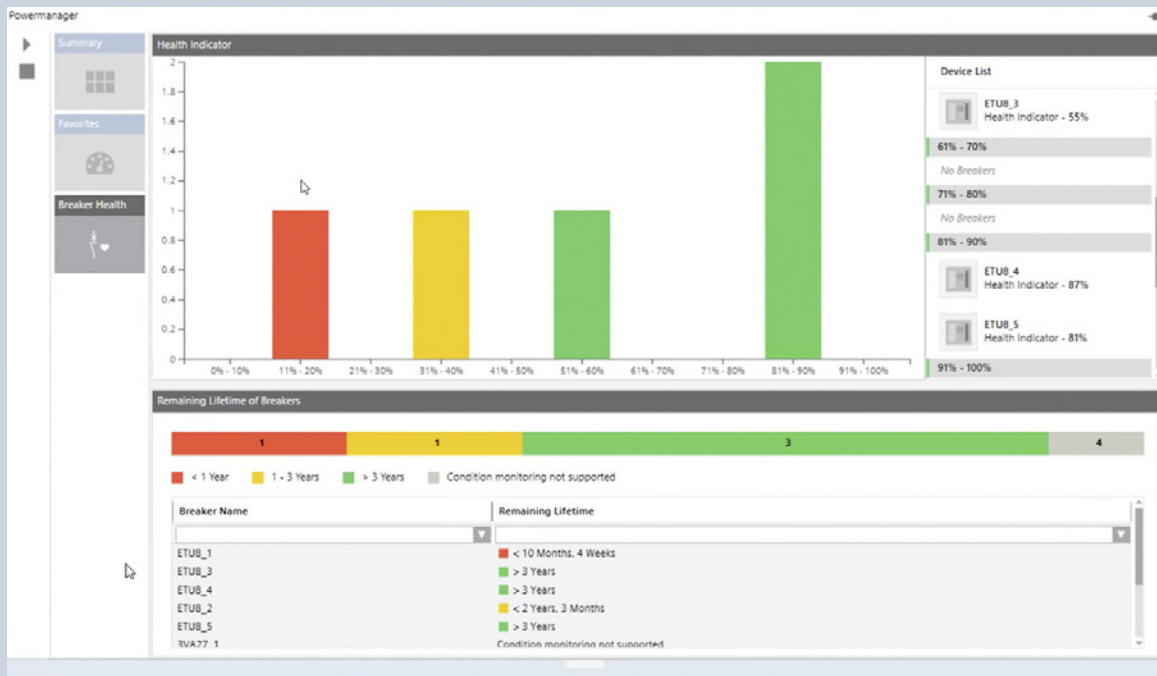 Powermanager
Summary
Favorites
Breaker Health
Health Indicator
2
1.8
1.6
1.4
1.2
1
0.8
0.6
0.4
0.2
0
0% - 10%
11% - 20%
21% - 30%
31% - 40%
41% - 50%
51% - 60%
61% - 70%
71% - 80%
81% - 90%
91% - 100%
Device List
ETU8_3
Health Indicator - 55%
61% - 70%
No Breakers
71% - 80%
No Breakers
81% - 90%
ETU8_4
Health Indicator - 87%
ETU8_5
Health Indicator - 81%
91% - 100%
Remaining Lifetime of Breakers
1
1
3
4
< 1 Year
1 - 3 Years
> 3 Years
Condition monitoring not supported
Breaker Name
Remaining Lifetime
ETU8_1
< 10 Months, 4 Weeks
ETU8_3
> 3 Years
ETU8_4
> 3 Years
ETU8_2
< 2 Years, 3 Months
ETU8_5
> 3 Years
3VA27_1
Condition monitoring not supported